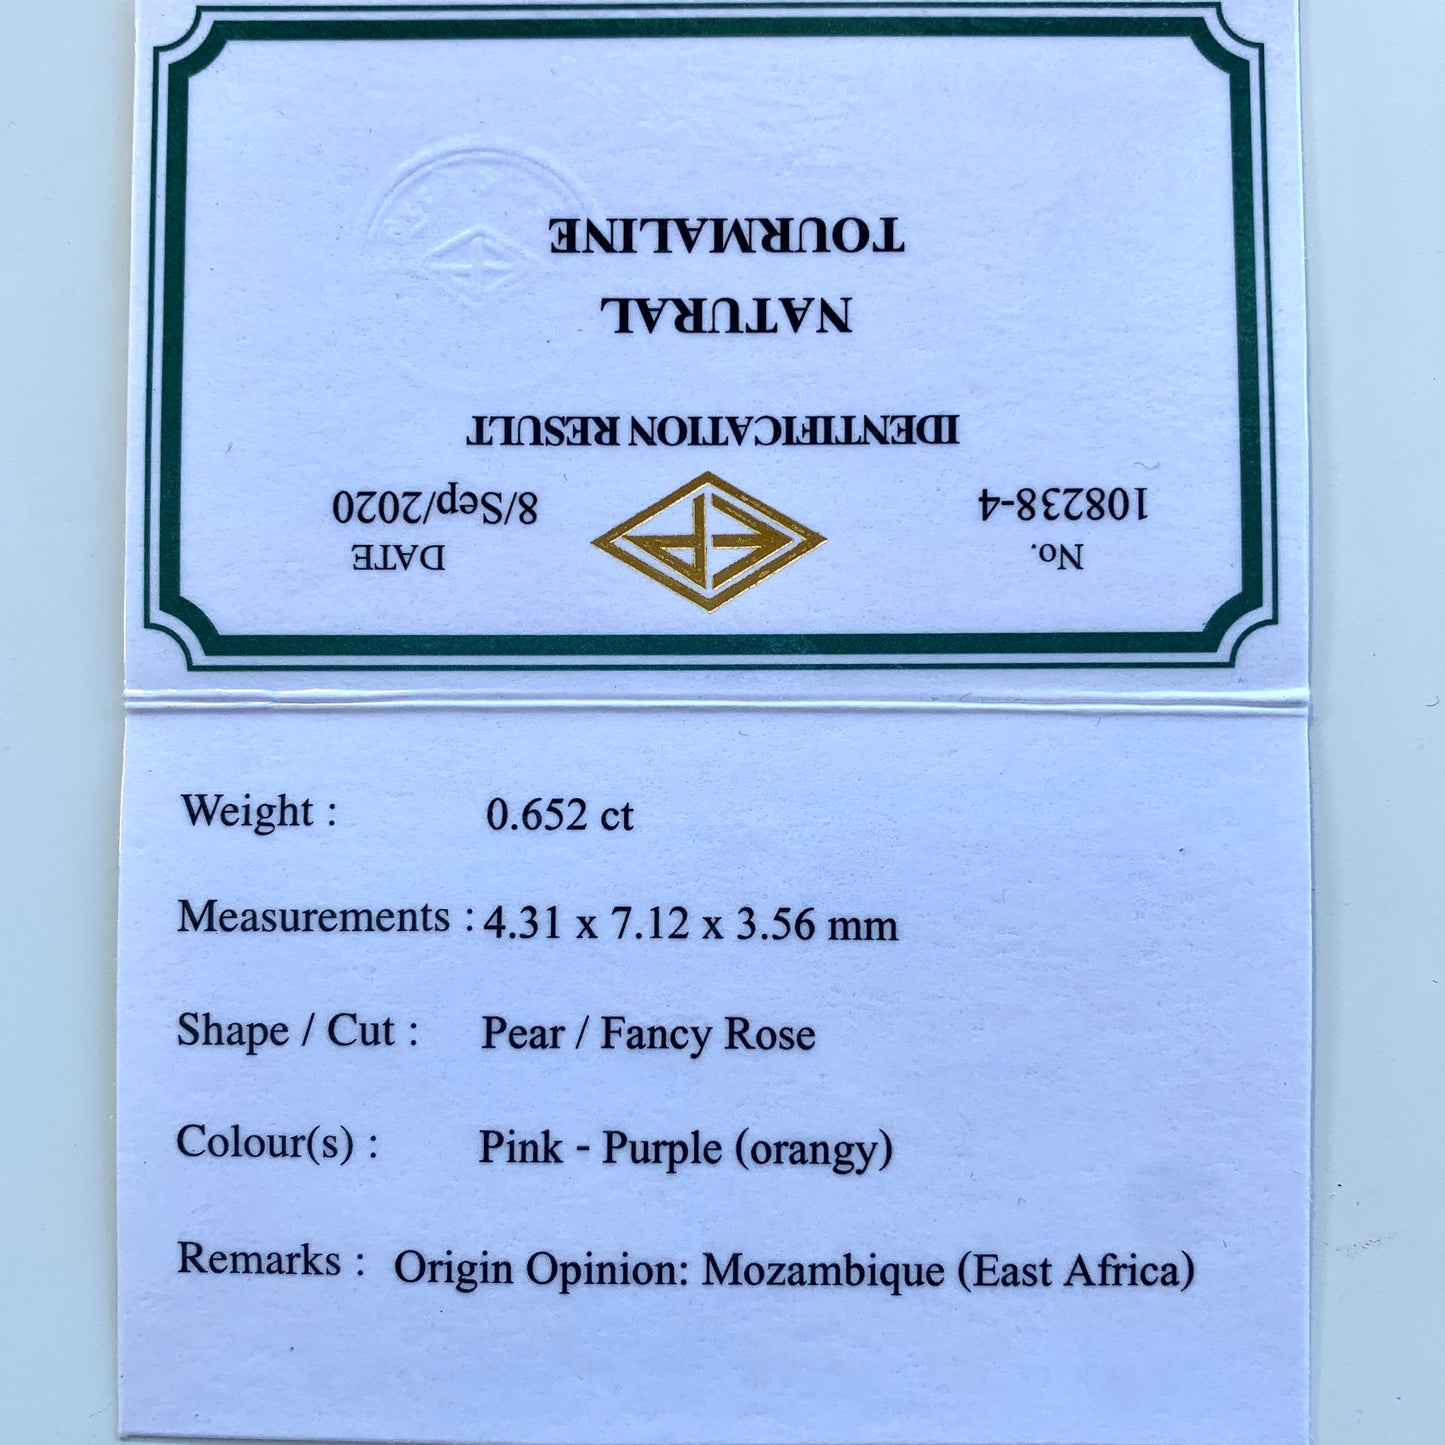 No.
DATE
108238-4
8/Sep/2020
IDENTIFICATION RESULT
NATURAL
TOURMALINE
Weight : 0.652 ct
Measurements : 4.31 x 7.12 x 3.56 mm
Shape / Cut : Pear / Fancy Rose
Colour(s) : Pink - Purple (orangy)
Remarks : Origin Opinion: Mozambique (East Africa)